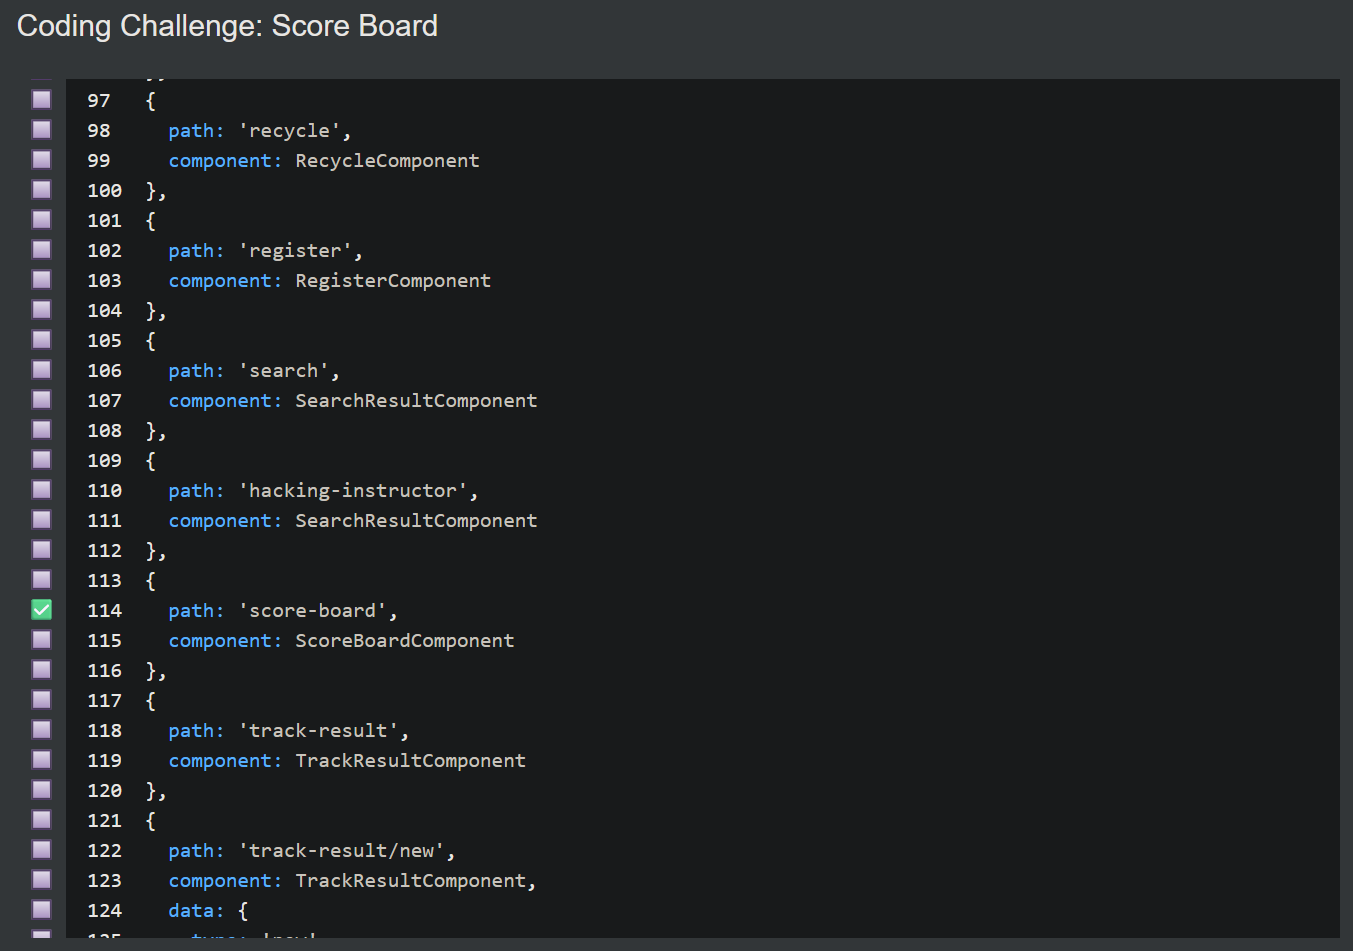 Coding Challenge: Score Board
97 {
98 path: 'recycle',
99 component: RecycleComponent
100 },
101 {
102 path: 'register',
103 component: RegisterComponent
104 },
105 {
106 path: 'search',
107 component: SearchResultComponent
108 },
109 {
110 path: 'hacking-instructor',
111 component: SearchResultComponent
112 },
113 {
114 path: 'score-board',
115 component: ScoreBoardComponent
116 },
117 {
118 path: 'track-result',
119 component: TrackResultComponent
120 },
121 {
122 path: 'track-result/new',
123 component: TrackResultComponent,
124 data: {